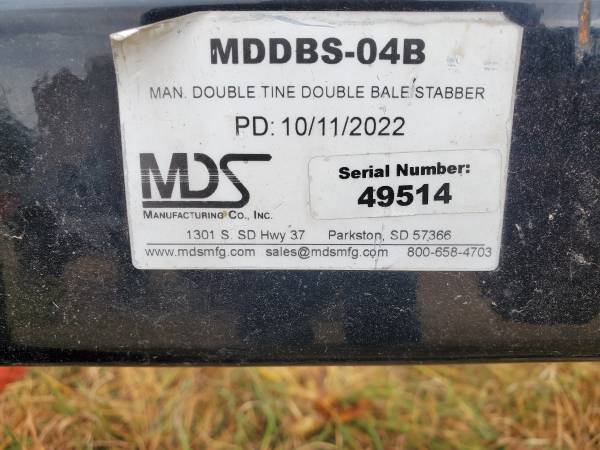 MDDBS-04B
MAN. DOUBLE TINE DOUBLE BALE STABBER
PD: 10/11/2022
MDS
MANUFACTURING CO., INC.
Serial Number:
49514
1301 S. SD Hwy 37 Parkston, SD 57366
www.mdsmfg.com sales@mdsmfg.com 800-658-4703